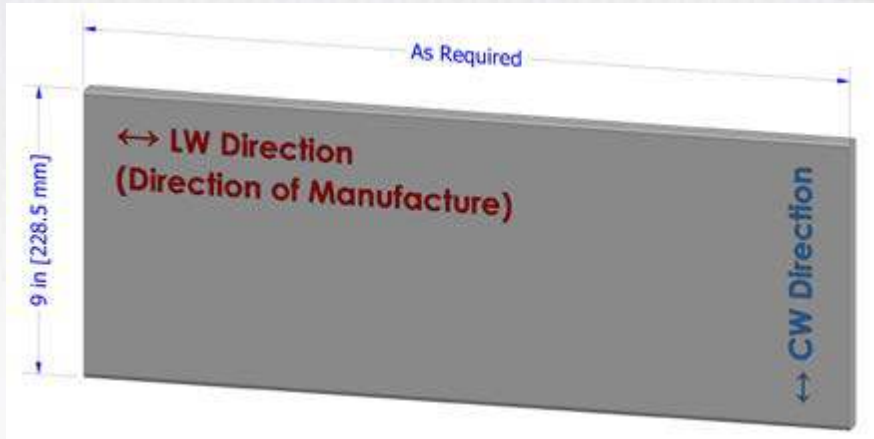 As Required
↔ LW Direction
(Direction of Manufacture)
9 in [228.5 mm]
↔ CW Direction